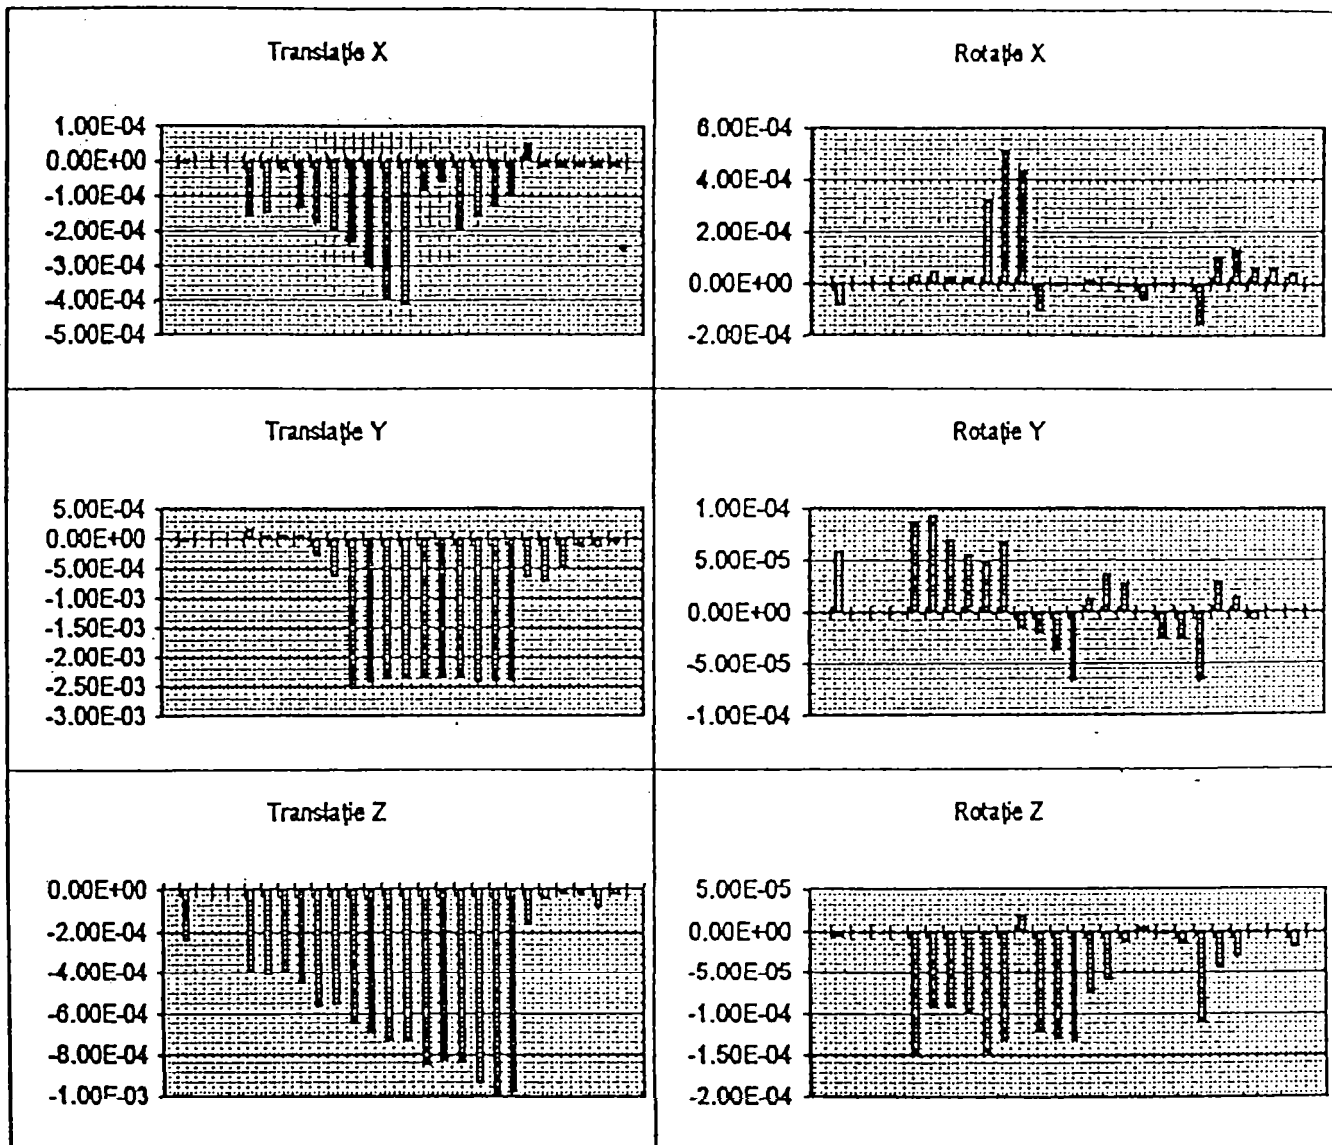 Translaţie X
1.00E-04
0.00E+00
-1.00E-04
-2.00E-04
-3.00E-04
-4.00E-04
-5.00E-04
Rotaţie X
6.00E-04
4.00E-04
2.00E-04
0.00E+00
-2.00E-04
Translaţie Y
5.00E-04
0.00E+00
-5.00E-04
-1.00E-03
-1.50E-03
-2.00E-03
-2.50E-03
-3.00E-03
Rotaţie Y
1.00E-04
5.00E-05
0.00E+00
-5.00E-05
-1.00E-04
Translaţie Z
0.00E+00
-2.00E-04
-4.00E-04
-6.00E-04
-8.00E-04
-1.00E-03
Rotaţie Z
5.00E-05
0.00E+00
-5.00E-05
-1.00E-04
-1.50E-04
-2.00E-04